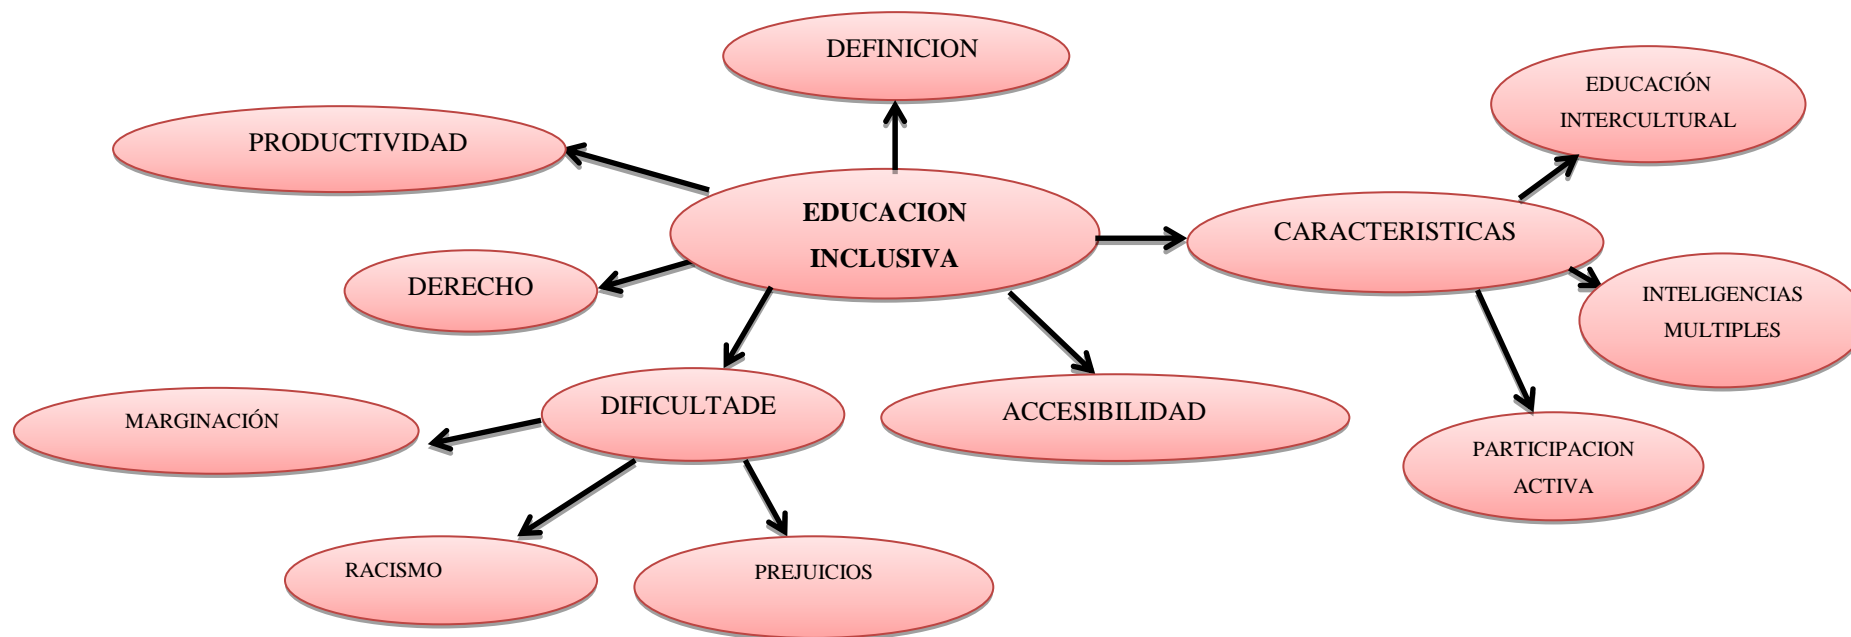 DEFINICION
EDUCACIÓN
INTERCULTURAL
PRODUCTIVIDAD
EDUCACION
INCLUSIVA
CARACTERISTICAS
DERECHO
INTELIGENCIAS
MULTIPLES
DIFICULTADE
ACCESIBILIDAD
MARGINACIÓN
PARTICIPACION
ACTIVA
RACISMO
PREJUICIOS